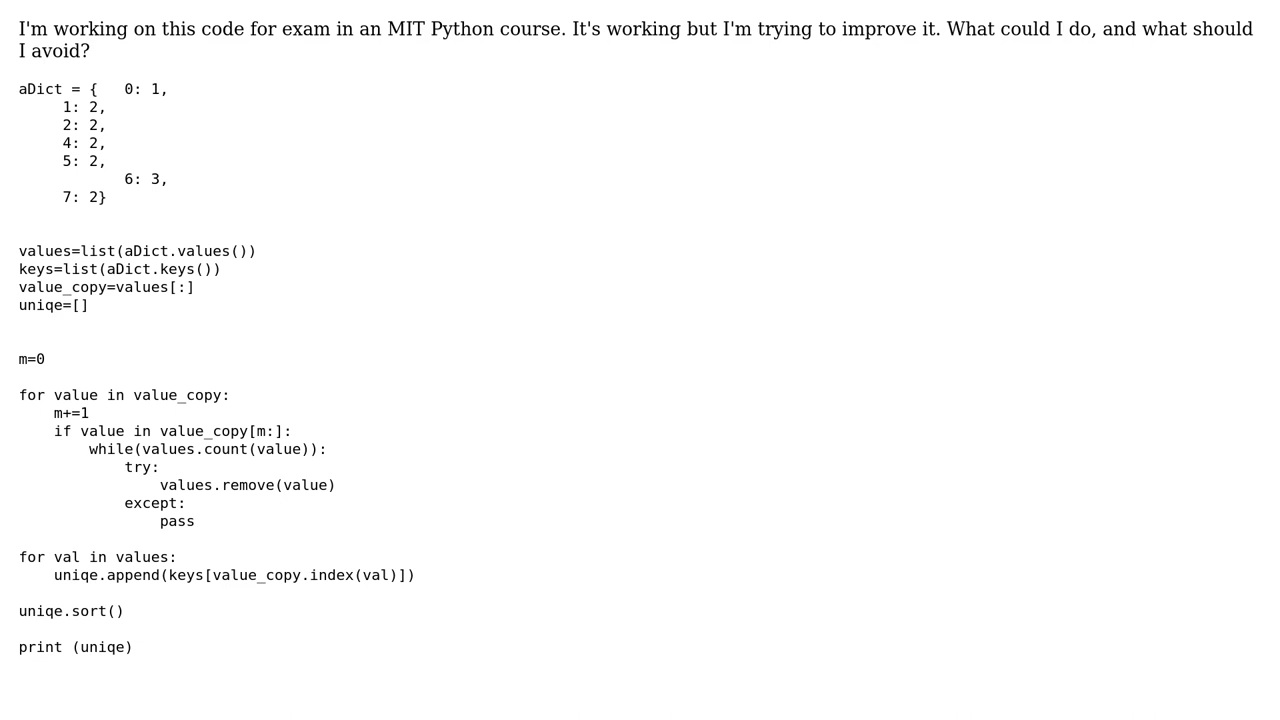 I'm working on this code for exam in an MIT Python course. It's working but I'm trying to improve it. What could I do, and what should
I avoid?
aDict = {   0: 1,
     1: 2,
     2: 2,
     4: 2,
     5: 2,
            6: 3,
     7: 2}
values=list(aDict.values())
keys=list(aDict.keys())
value_copy=values[:]
uniqe=[]
m=0
for value in value_copy:
    m+=1
    if value in value_copy[m:]:
        while(values.count(value)):
            try:
                values.remove(value)
            except:
                pass
for val in values:
    uniqe.append(keys[value_copy.index(val)])
uniqe.sort()
print (uniqe)